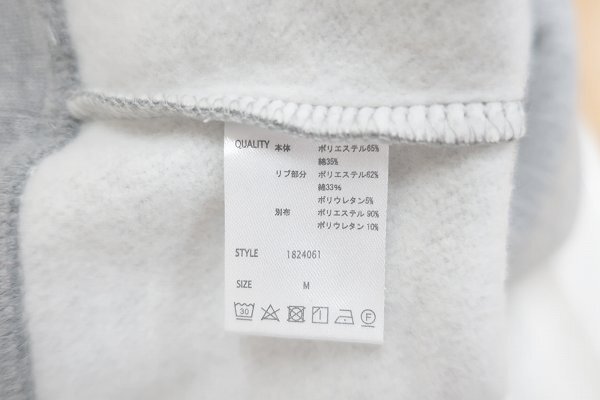 QUALITY 本体 ポリエステル65%
綿35%
リブ部分 ポリエステル62%
綿33%
ポリウレタン5%
別布 ポリエステル 90%
ポリウレタン 10%
STYLE 1824061
SIZE M
30 F